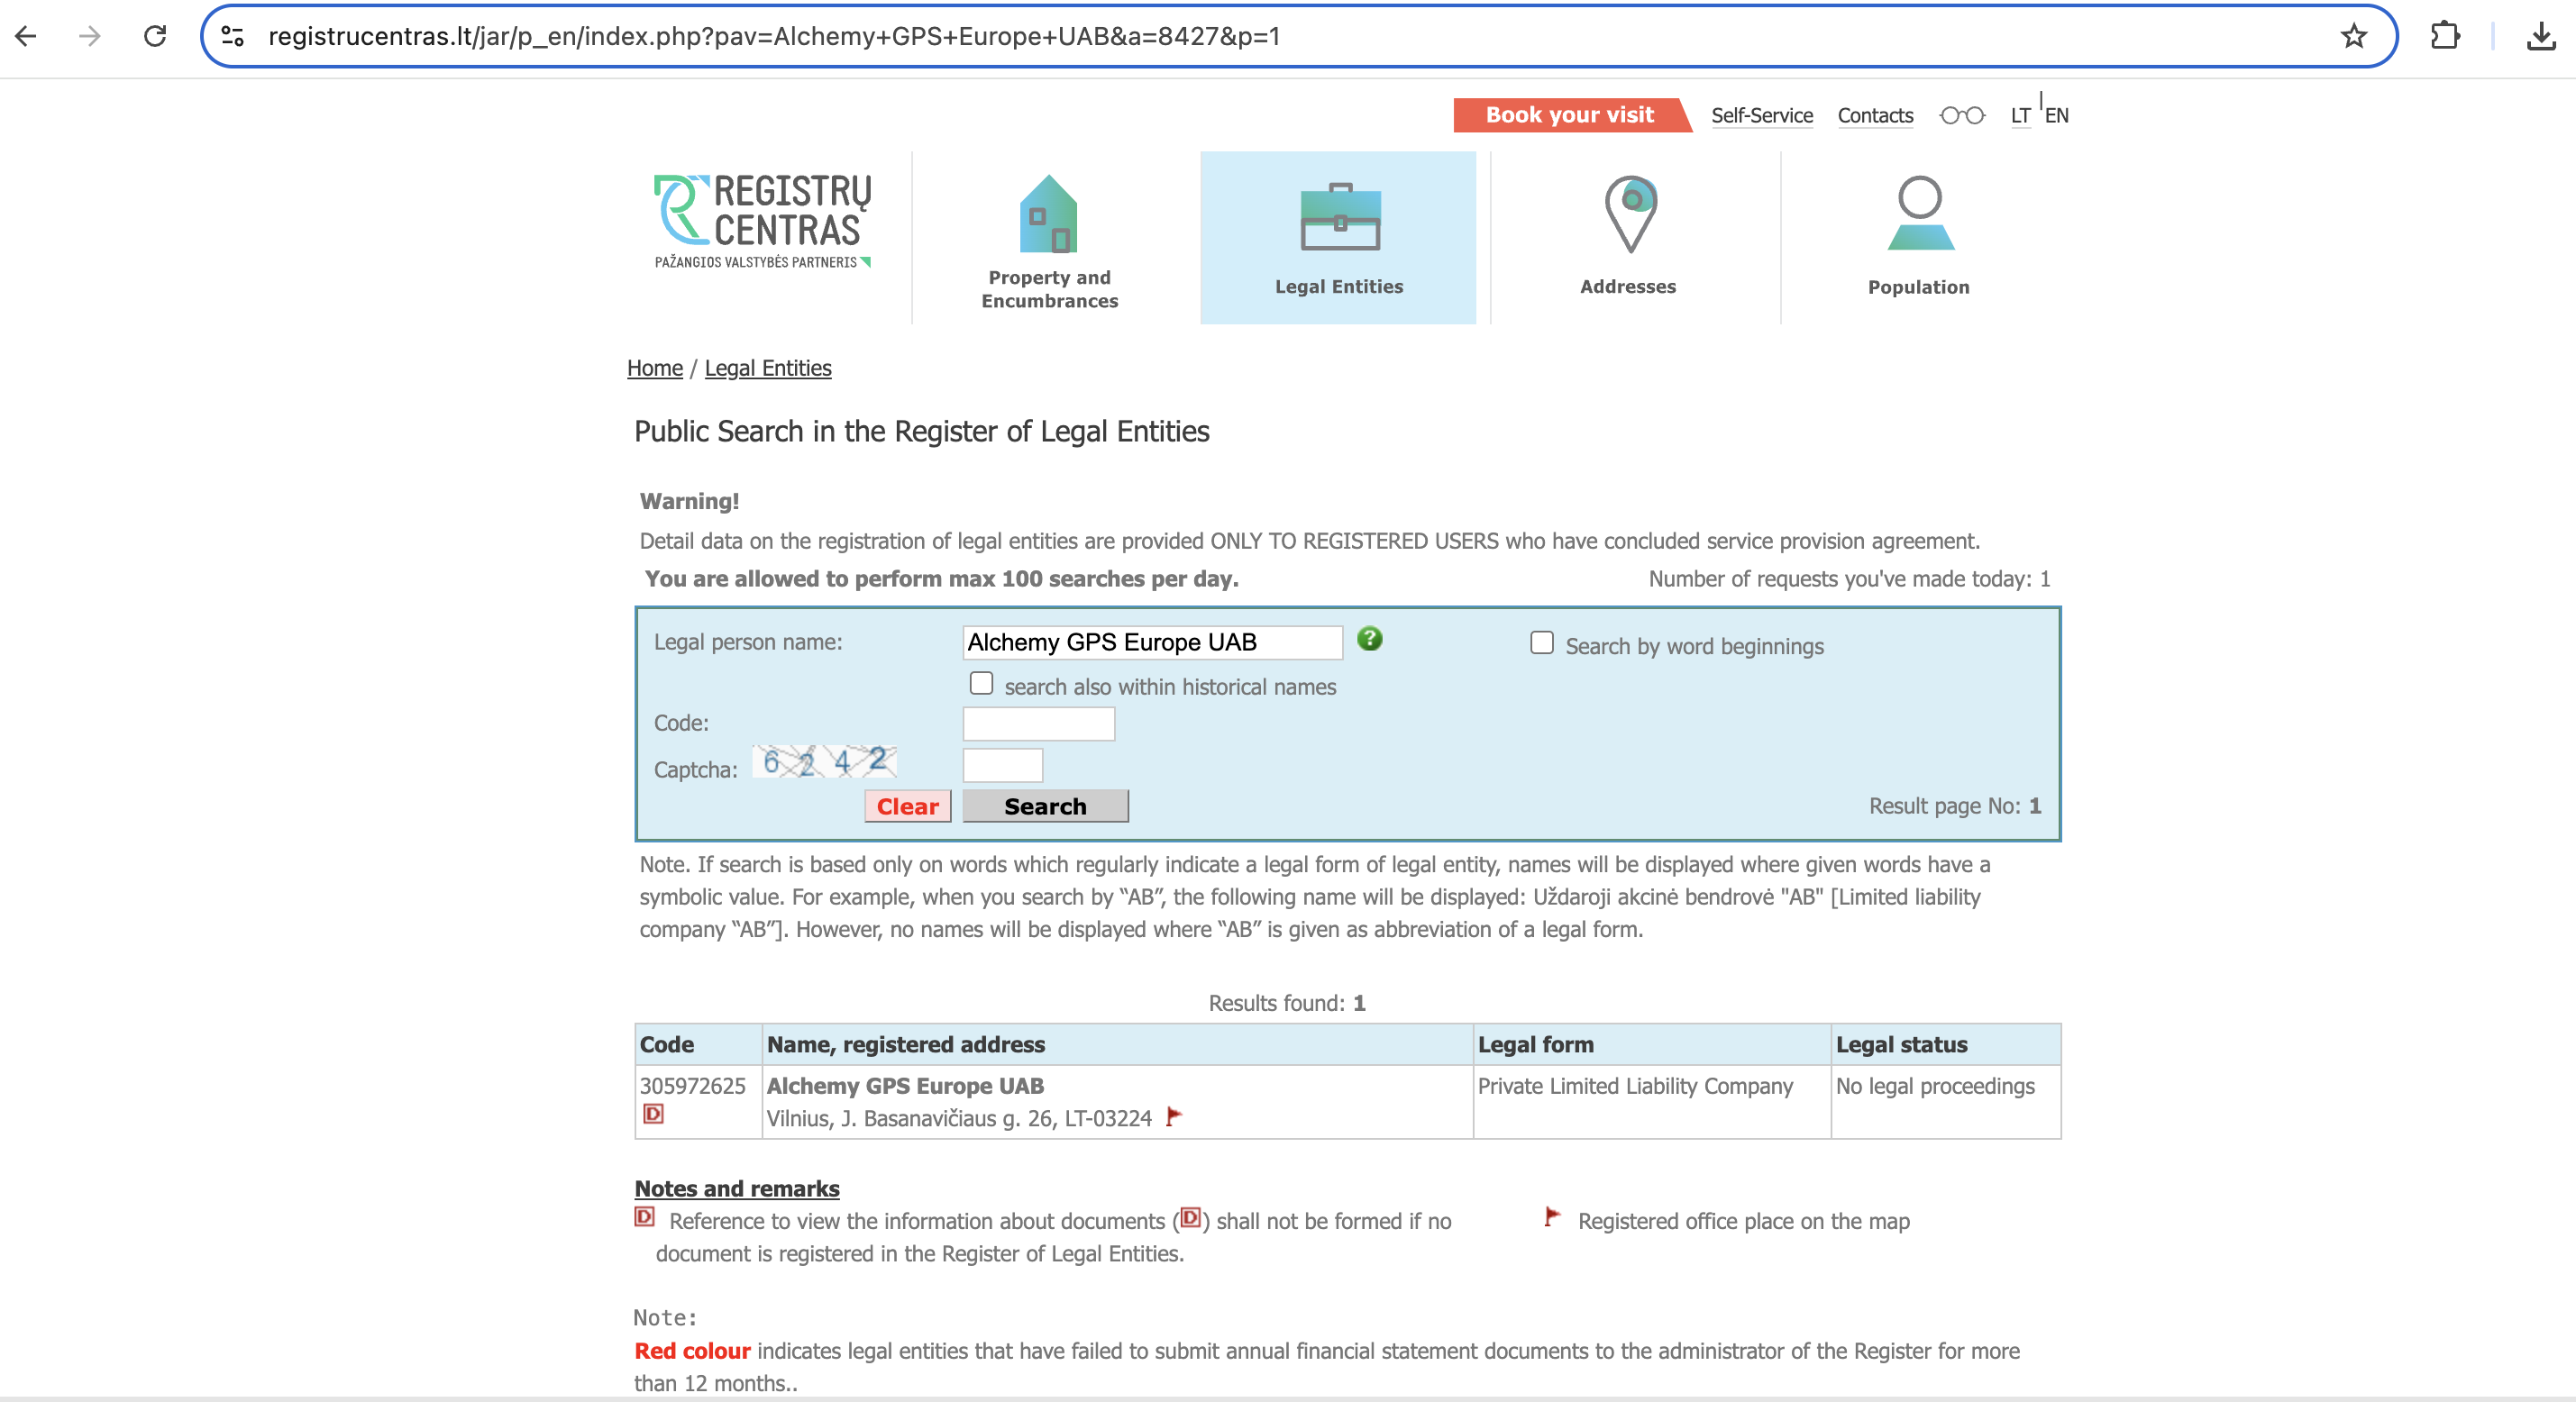 registrucentras.lt/jar/p_en/index.php?pav=Alchemy+GPS+Europe+UAB&a=8427&p=1
Book your visit
Self-Service
Contacts
LT | EN
REGISTRŲ
CENTRAS
PAŽANGIOS VALSTYBĖS PARTNERIS
Property and
Encumbrances
Legal Entities
Addresses
Population
Home / Legal Entities
Public Search in the Register of Legal Entities
Warning!
Detail data on the registration of legal entities are provided ONLY TO REGISTERED USERS who have concluded service provision agreement.
You are allowed to perform max 100 searches per day.
Number of requests you've made today: 1
Legal person name:
Alchemy GPS Europe UAB
?
Search by word beginnings
search also within historical names
Code:
Captcha:
6 2 4 2
Clear
Search
Result page No: 1
Note. If search is based only on words which regularly indicate a legal form of legal entity, names will be displayed where given words have a
symbolic value. For example, when you search by “AB”, the following name will be displayed: Uždaroji akcinė bendrovė "AB" [Limited liability
company “AB”]. However, no names will be displayed where “AB” is given as abbreviation of a legal form.
Results found: 1
Code
Name, registered address
Legal form
Legal status
305972625
Alchemy GPS Europe UAB
Private Limited Liability Company
No legal proceedings
D
Vilnius, J. Basanavičiaus g. 26, LT-03224
Notes and remarks
D Reference to view the information about documents (D) shall not be formed if no
document is registered in the Register of Legal Entities.
Registered office place on the map
Note:
Red colour indicates legal entities that have failed to submit annual financial statement documents to the administrator of the Register for more
than 12 months..